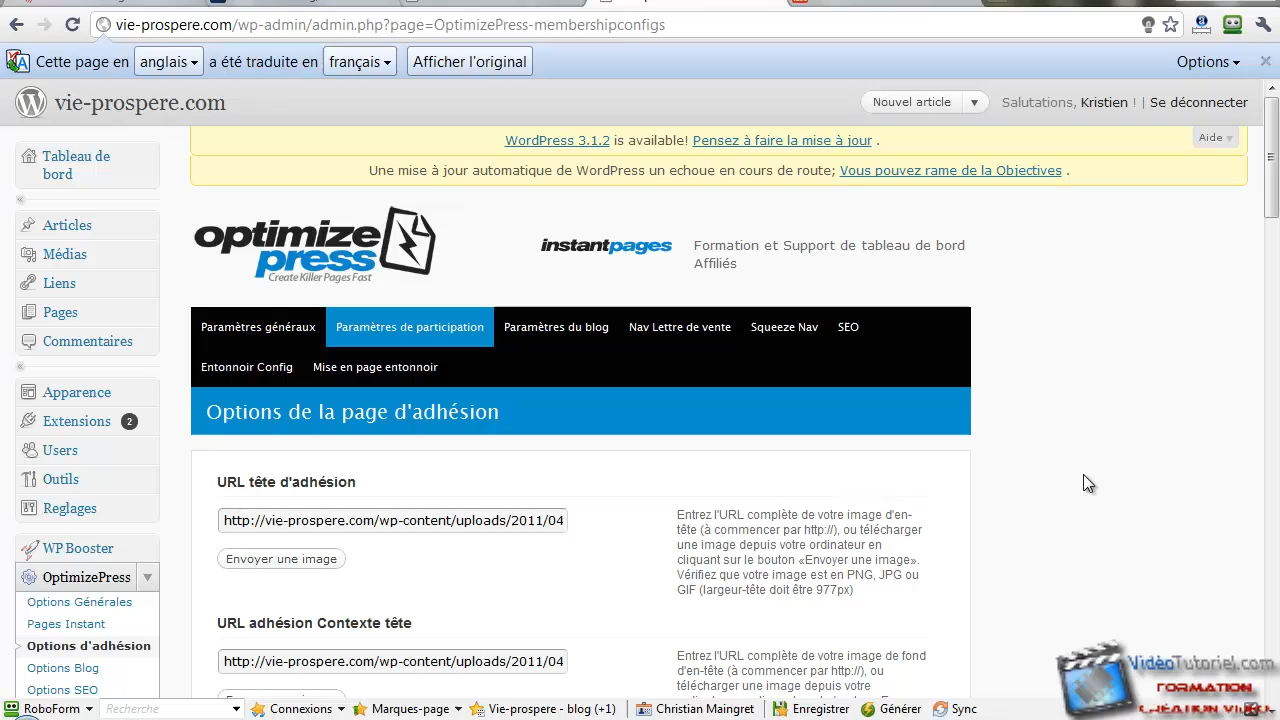 vie-prospere.com/wp-admin/admin.php?page=OptimizePress-membershipconfigs
Cette page en anglais a été traduite en français Afficher l'original Options
vie-prospere.com Nouvel article Salutations, Kristien ! | Se déconnecter
WordPress 3.1.2 is available! Pensez à faire la mise à jour .
Aide
Une mise à jour automatique de WordPress un echoue en cours de route; Vous pouvez rame de la Objectives .
Tableau de bord
Articles
Médias
Liens
Pages
Commentaires
Apparence
Extensions 2
Users
Outils
Reglages
WP Booster
OptimizePress
Options Générales
Pages Instant
Options d'adhésion
Options Blog
Options SEO
optimize press
Create Killer Pages Fast
instantpages
Formation et Support de tableau de bord
Affiliés
Paramètres généraux Paramètres de participation Paramètres du blog Nav Lettre de vente Squeeze Nav SEO
Entonnoir Config Mise en page entonnoir
Options de la page d'adhésion
URL tête d'adhésion
http://vie-prospere.com/wp-content/uploads/2011/04
Envoyer une image
Entrez l'URL complète de votre image d'en-
tête (à commencer par http://), ou télécharger
une image depuis votre ordinateur en
cliquant sur le bouton «Envoyer une image».
Vérifiez que votre image est en PNG, JPG ou
GIF (largeur-tête doit être 977px)
URL adhésion Contexte tête
http://vie-prospere.com/wp-content/uploads/2011/04
Entrez l'URL complète de votre image de fond
d'en-tête (à commencer par http://), ou
télécharger une image depuis votre
VidéoTutoriel.com
FORMATION
CRÉATION VIDÉO
RoboForm Recherche Connexions Marques-page Vie-prospere - blog (+1) Christian Maingret Enregistrer Générer Sync